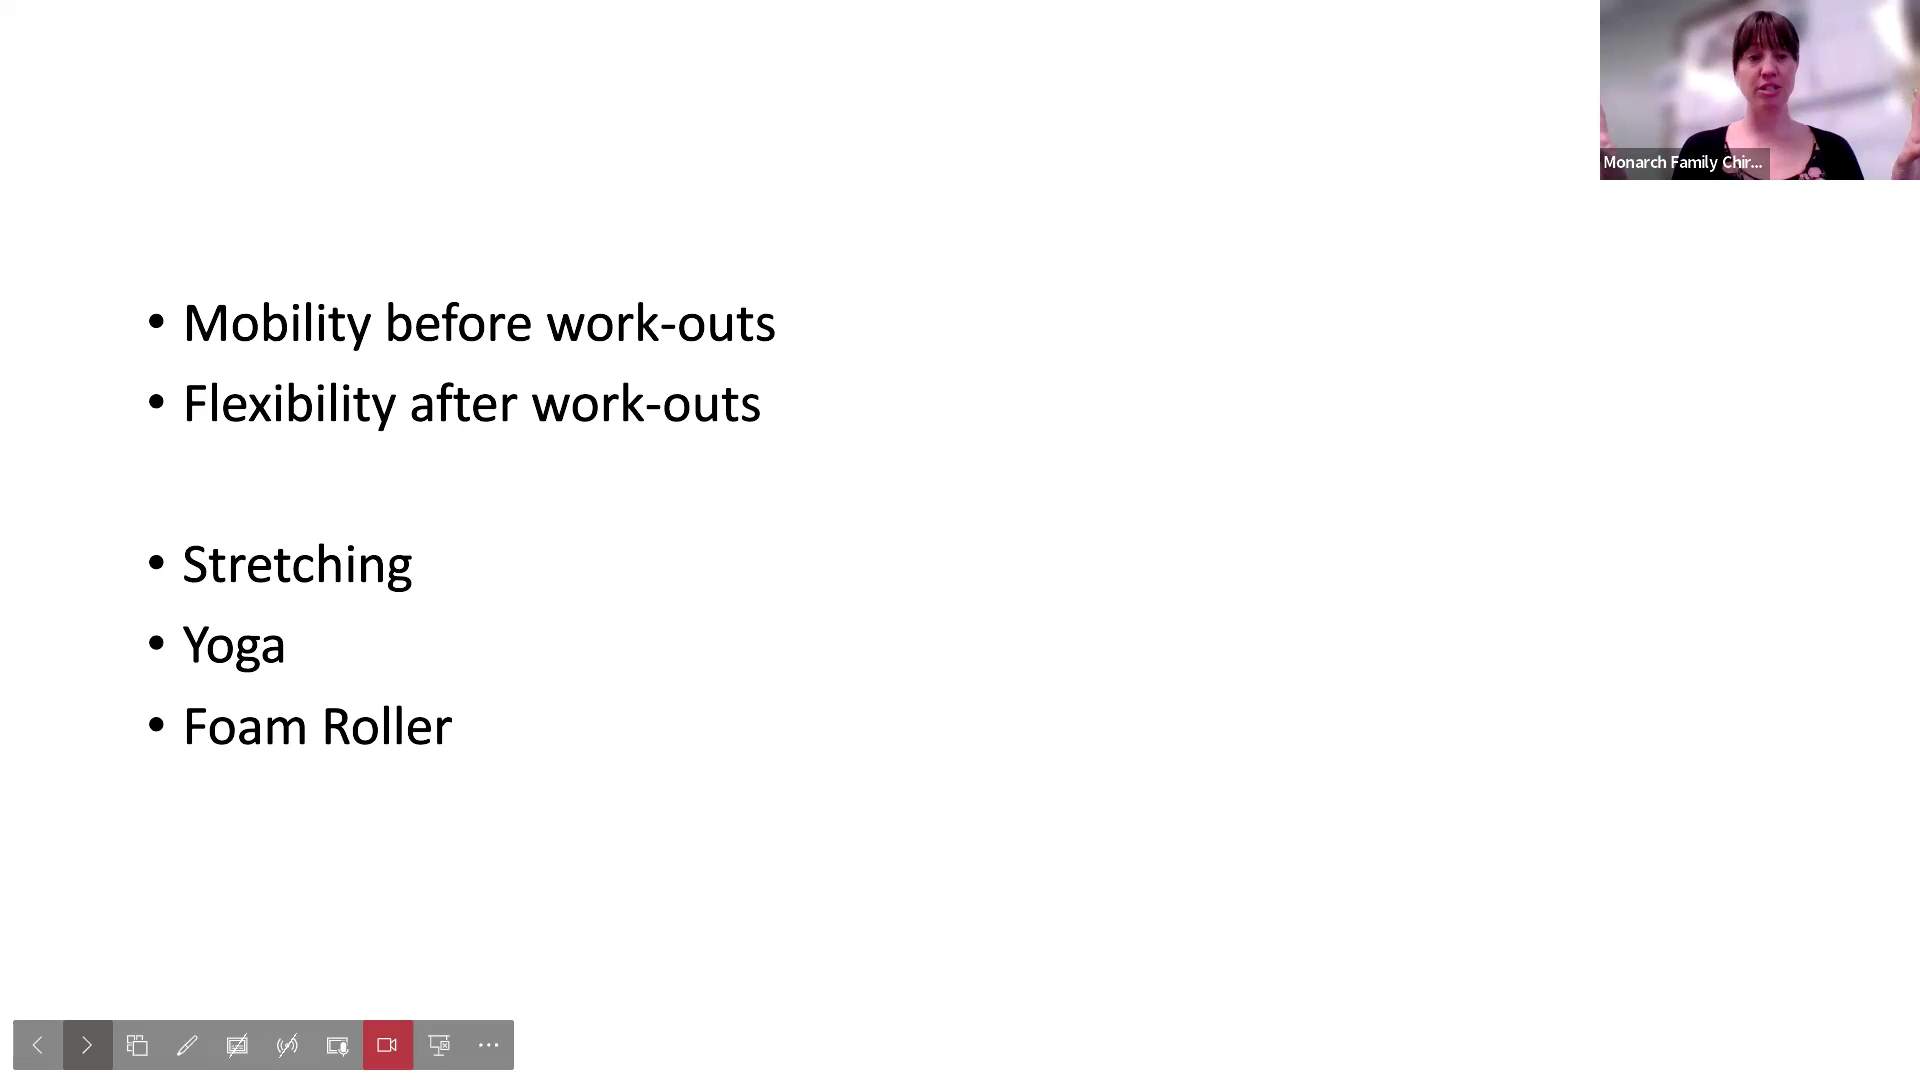 Monarch Family Chir...
• Mobility before work-outs
• Flexibility after work-outs
• Stretching
• Yoga
• Foam Roller